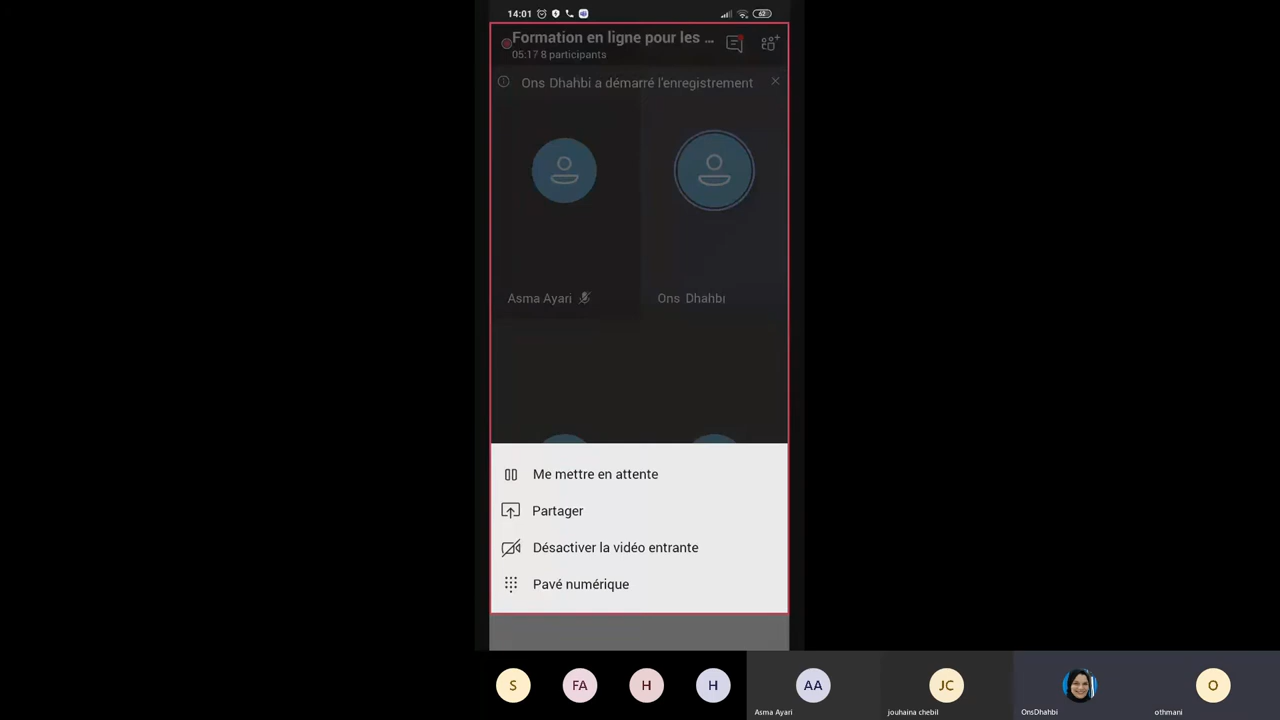 14:01
62
Formation en ligne pour les ...
05:17 8 participants
Ons Dhahbi a démarré l'enregistrement
Asma Ayari
Ons Dhahbi
Me mettre en attente
Partager
Désactiver la vidéo entrante
Pavé numérique
S
FA
H
H
AA
JC
O
Asma Ayari
jouhaina chebil
OnsDhahbi
othmani